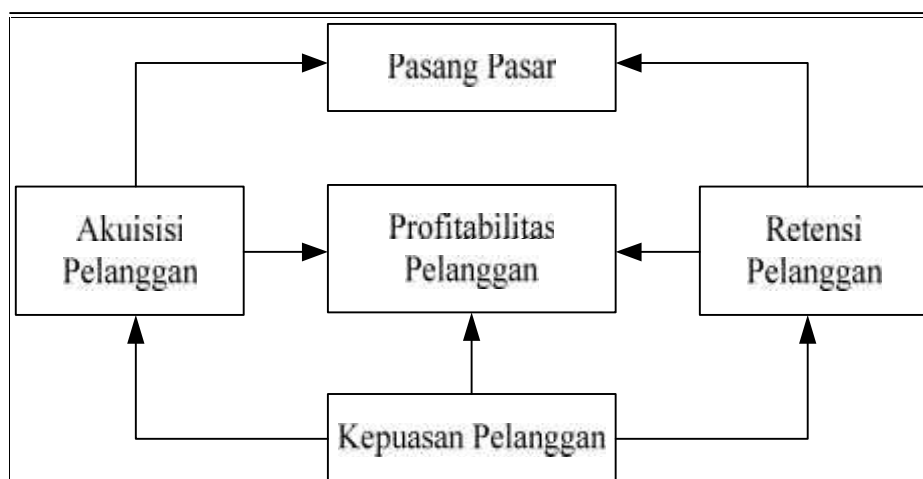 Pasang Pasar
Akuisisi
Pelanggan
Profitabilitas
Pelanggan
Retensi
Pelanggan
Kepuasan Pelanggan